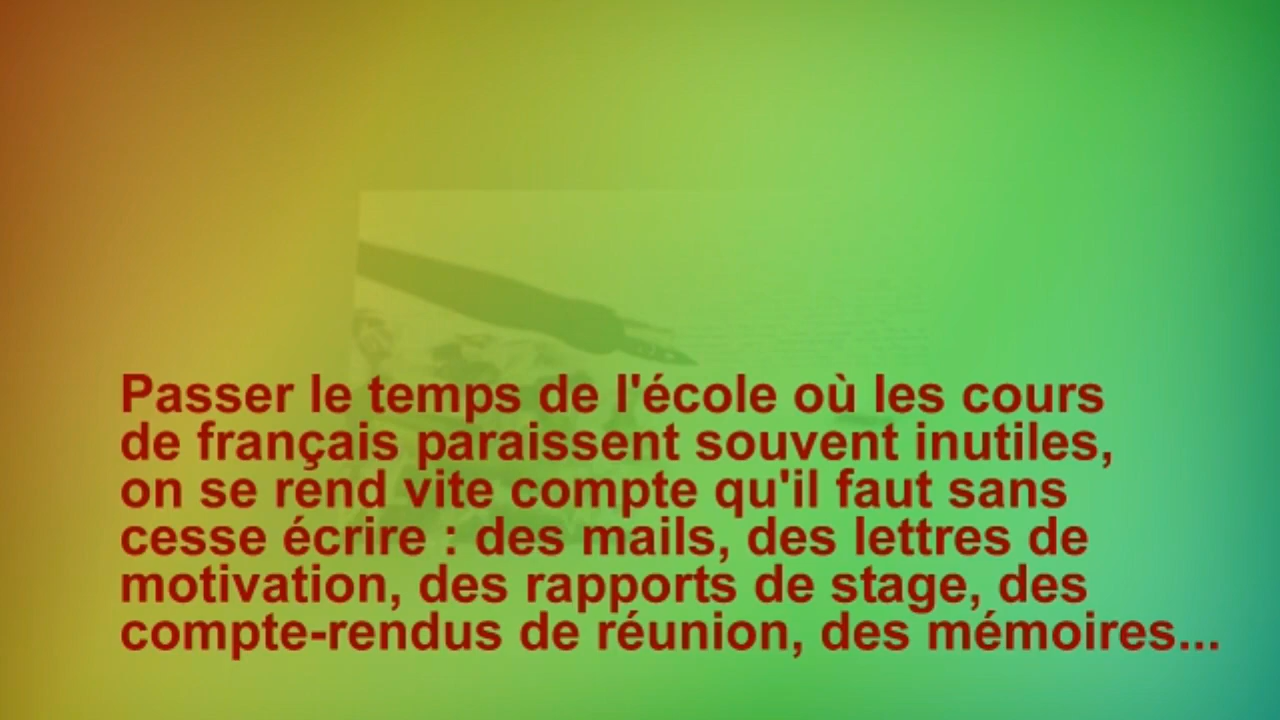 Passer le temps de l'école où les cours
de français paraissent souvent inutiles,
on se rend vite compte qu'il faut sans
cesse écrire : des mails, des lettres de
motivation, des rapports de stage, des
compte-rendus de réunion, des mémoires...